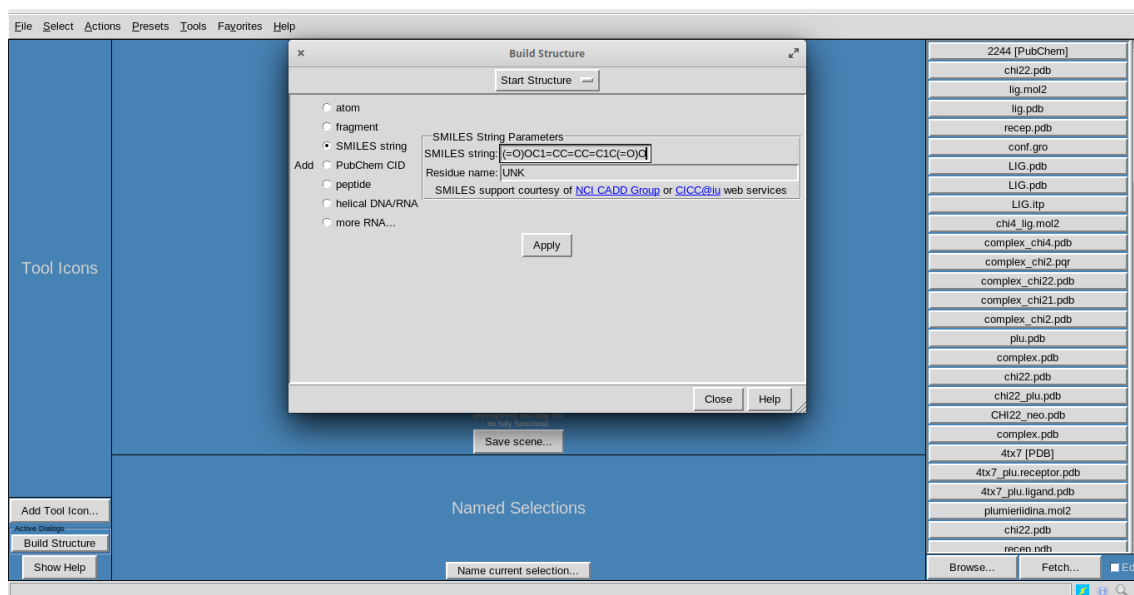 File Select Actions Presets Tools Favorites Help
Build Structure
Start Structure
atom
fragment
SMILES string
Add PubChem CID
peptide
helical DNA/RNA
more RNA...
SMILES String Parameters
SMILES string: (=O)OC1=CC=CC=C1C(=O)O
Residue name: UNK
SMILES support courtesy of NCI CADD Group or CICC@iu web services
Apply
Close Help
be fully functional
Save scene...
Tool Icons
Add Tool Icon...
Active Dialogs
Build Structure
Show Help
Named Selections
Name current selection...
2244 [PubChem]
chi22.pdb
lig.mol2
lig.pdb
recep.pdb
conf.gro
LIG.pdb
LIG.pdb
LIG.itp
chi4_lig.mol2
complex_chi4.pdb
complex_chi2.pqr
complex_chi22.pdb
complex_chi21.pdb
complex_chi2.pdb
plu.pdb
complex.pdb
chi22.pdb
chi22_plu.pdb
CHI22_neo.pdb
complex.pdb
4tx7 [PDB]
4tx7_plu.receptor.pdb
4tx7_plu.ligand.pdb
plumieriidina.mol2
chi22.pdb
recep.pdb
Browse... Fetch... Ed